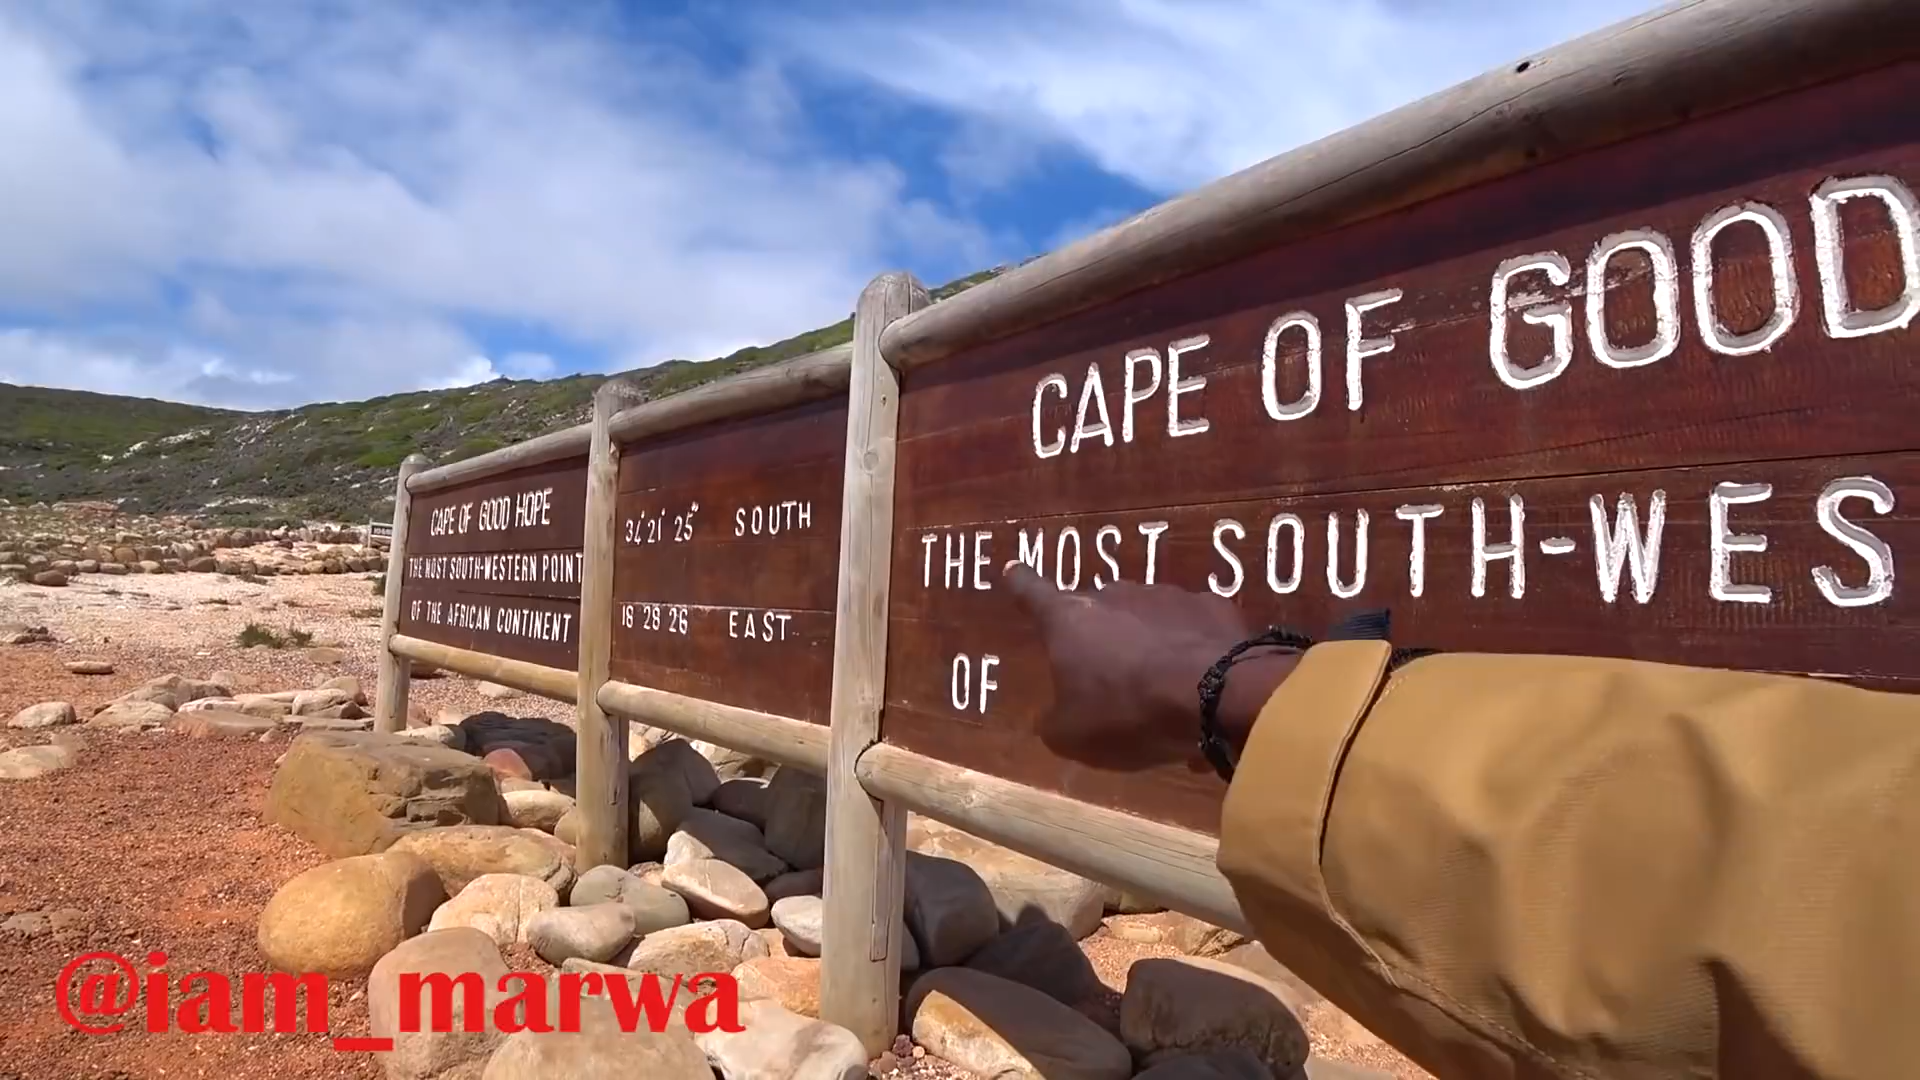 CAPE OF GOOD HOPE
THE MOST SOUTH-WESTERN POINT
OF THE AFRICAN CONTINENT
34° 21' 25" SOUTH
18 28 26 EAST
CAPE OF GOOD
THE MOST SOUTH-WES
OF
@iam_marwa